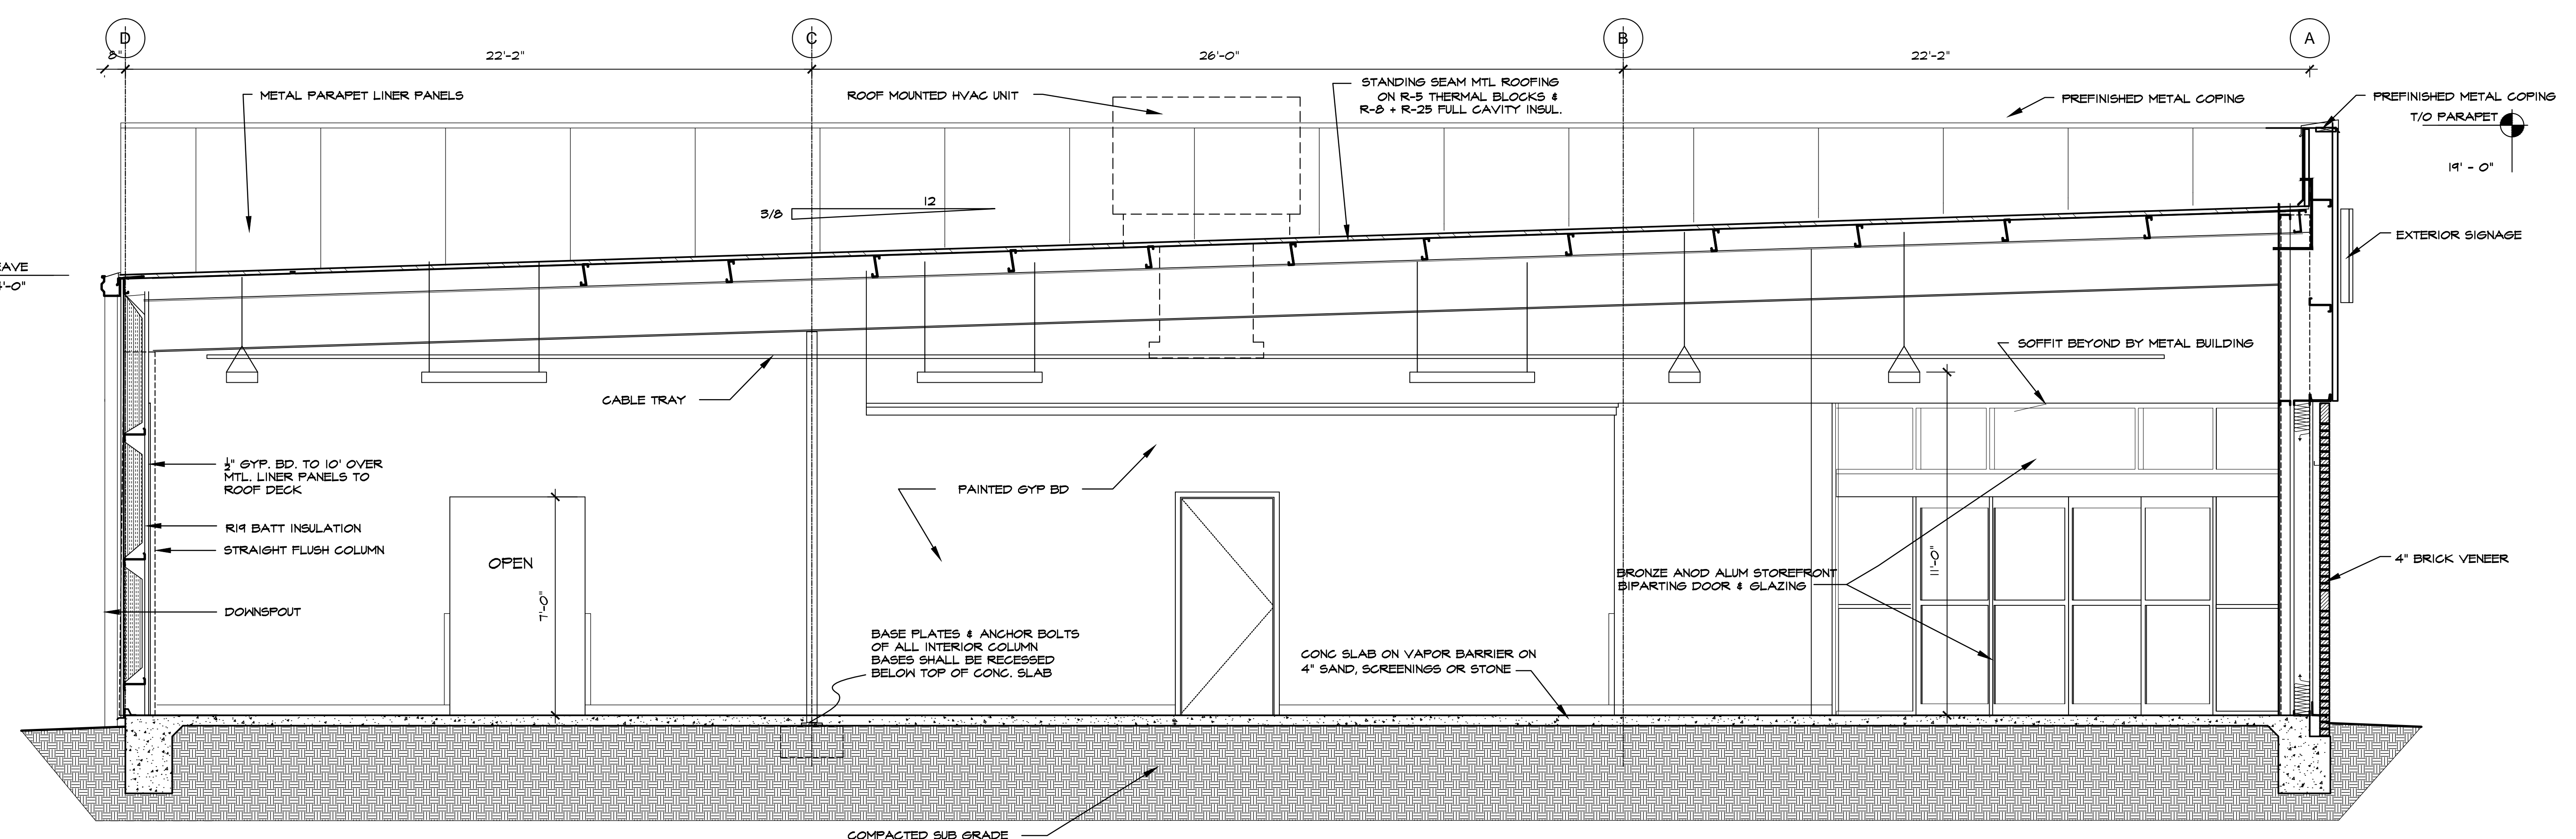 D
C
B
A
8"
22'-2"
26'-0"
22'-2"
METAL PARAPET LINER PANELS
ROOF MOUNTED HVAC UNIT
STANDING SEAM MTL ROOFING
ON R-5 THERMAL BLOCKS &
R-8 + R-25 FULL CAVITY INSUL.
PREFINISHED METAL COPING
PREFINISHED METAL COPING
T/O PARAPET
19' - 0"
3/8
12
EXTERIOR SIGNAGE
SOFFIT BEYOND BY METAL BUILDING
CABLE TRAY
½" GYP. BD. TO 10' OVER
MTL. LINER PANELS TO
ROOF DECK
PAINTED GYP BD
R19 BATT INSULATION
STRAIGHT FLUSH COLUMN
OPEN
7'-0"
11'-0"
BRONZE ANOD ALUM STOREFRONT
BIPARTING DOOR & GLAZING
4" BRICK VENEER
DOWNSPOUT
BASE PLATES & ANCHOR BOLTS
OF ALL INTERIOR COLUMN
BASES SHALL BE RECESSED
BELOW TOP OF CONC. SLAB
CONC SLAB ON VAPOR BARRIER ON
4" SAND, SCREENINGS OR STONE
COMPACTED SUB GRADE